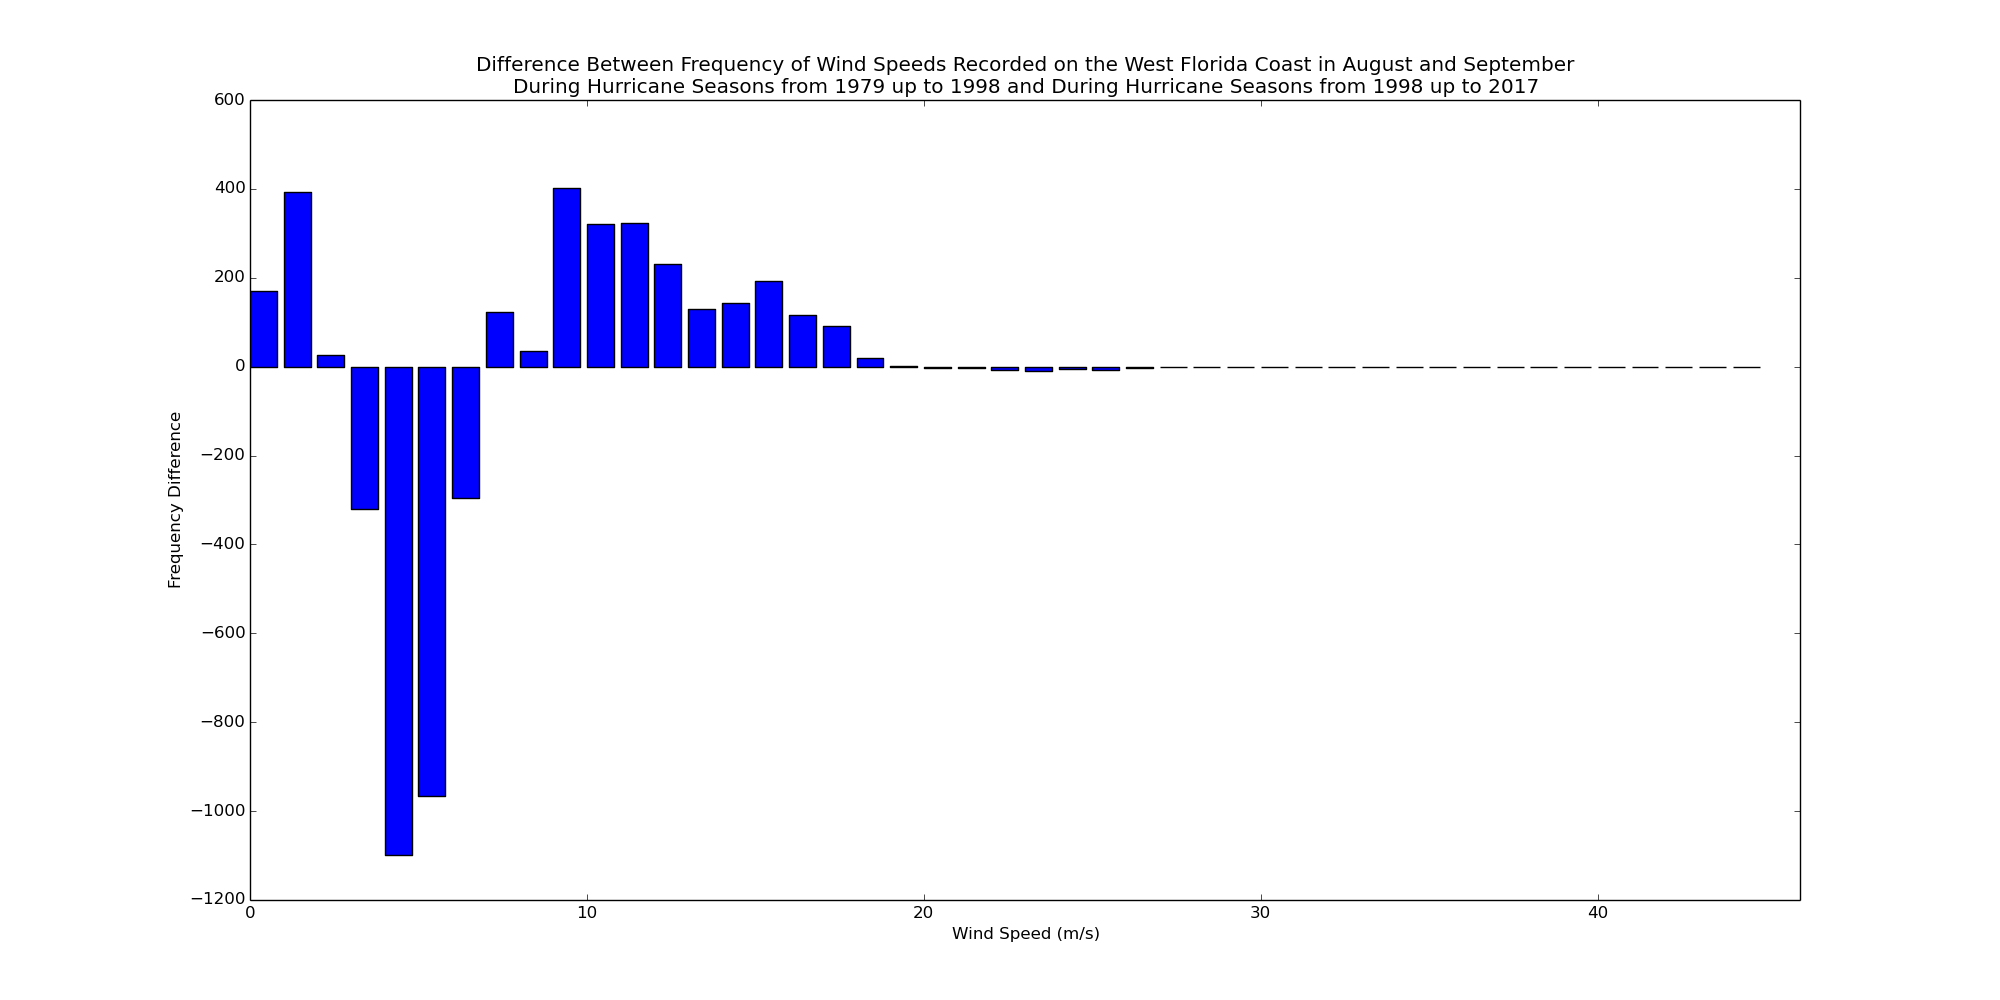 Difference Between Frequency of Wind Speeds Recorded on the West Florida Coast in August and September
During Hurricane Seasons from 1979 up to 1998 and During Hurricane Seasons from 1998 up to 2017
600
400
200
0
−200
−400
−600
−800
−1000
−1200
Frequency Difference
0 10 20 30 40
Wind Speed (m/s)